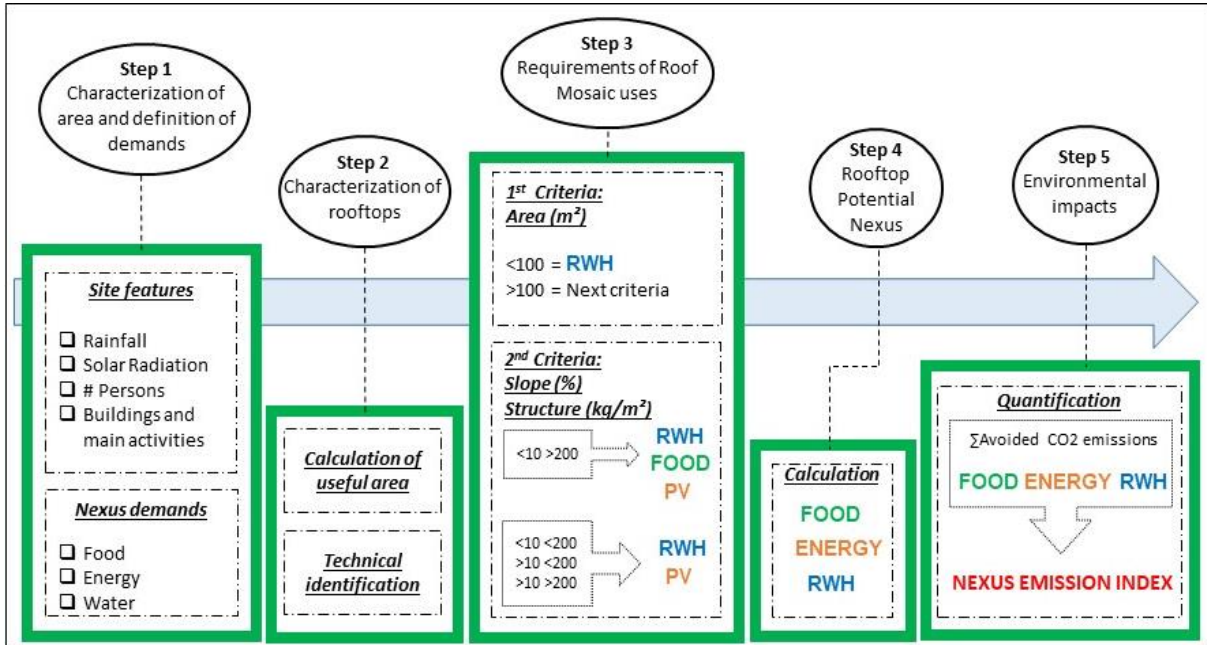 Step 1
Characterization of
area and definition of
demands
Site features
❑ Rainfall
❑ Solar Radiation
❑ # Persons
❑ Buildings and
main activities
Nexus demands
❑ Food
❑ Energy
❑ Water
Step 2
Characterization of
rooftops
Calculation of
useful area
Technical
identification
Step 3
Requirements of Roof
Mosaic uses
1st Criteria:
Area (m²)
<100 = RWH
>100 = Next criteria
2nd Criteria:
Slope (%)
Structure (kg/m²)
<10 >200
RWH
FOOD
PV
<10 <200
>10 <200
>10 >200
RWH
PV
Step 4
Rooftop
Potential
Nexus
Calculation
FOOD
ENERGY
RWH
Step 5
Environmental
impacts
Quantification
∑Avoided CO2 emissions
FOOD ENERGY RWH
NEXUS EMISSION INDEX